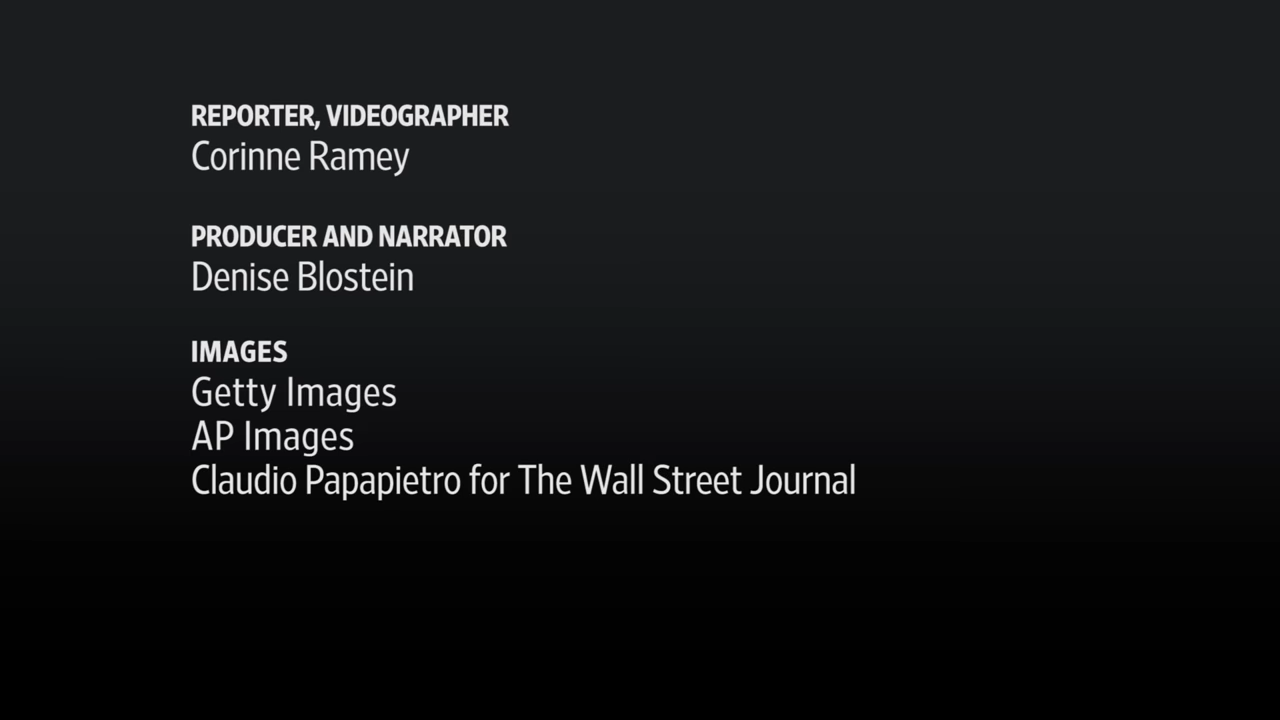 REPORTER, VIDEOGRAPHER
Corinne Ramey
PRODUCER AND NARRATOR
Denise Blostein
IMAGES
Getty Images
AP Images
Claudio Papapietro for The Wall Street Journal